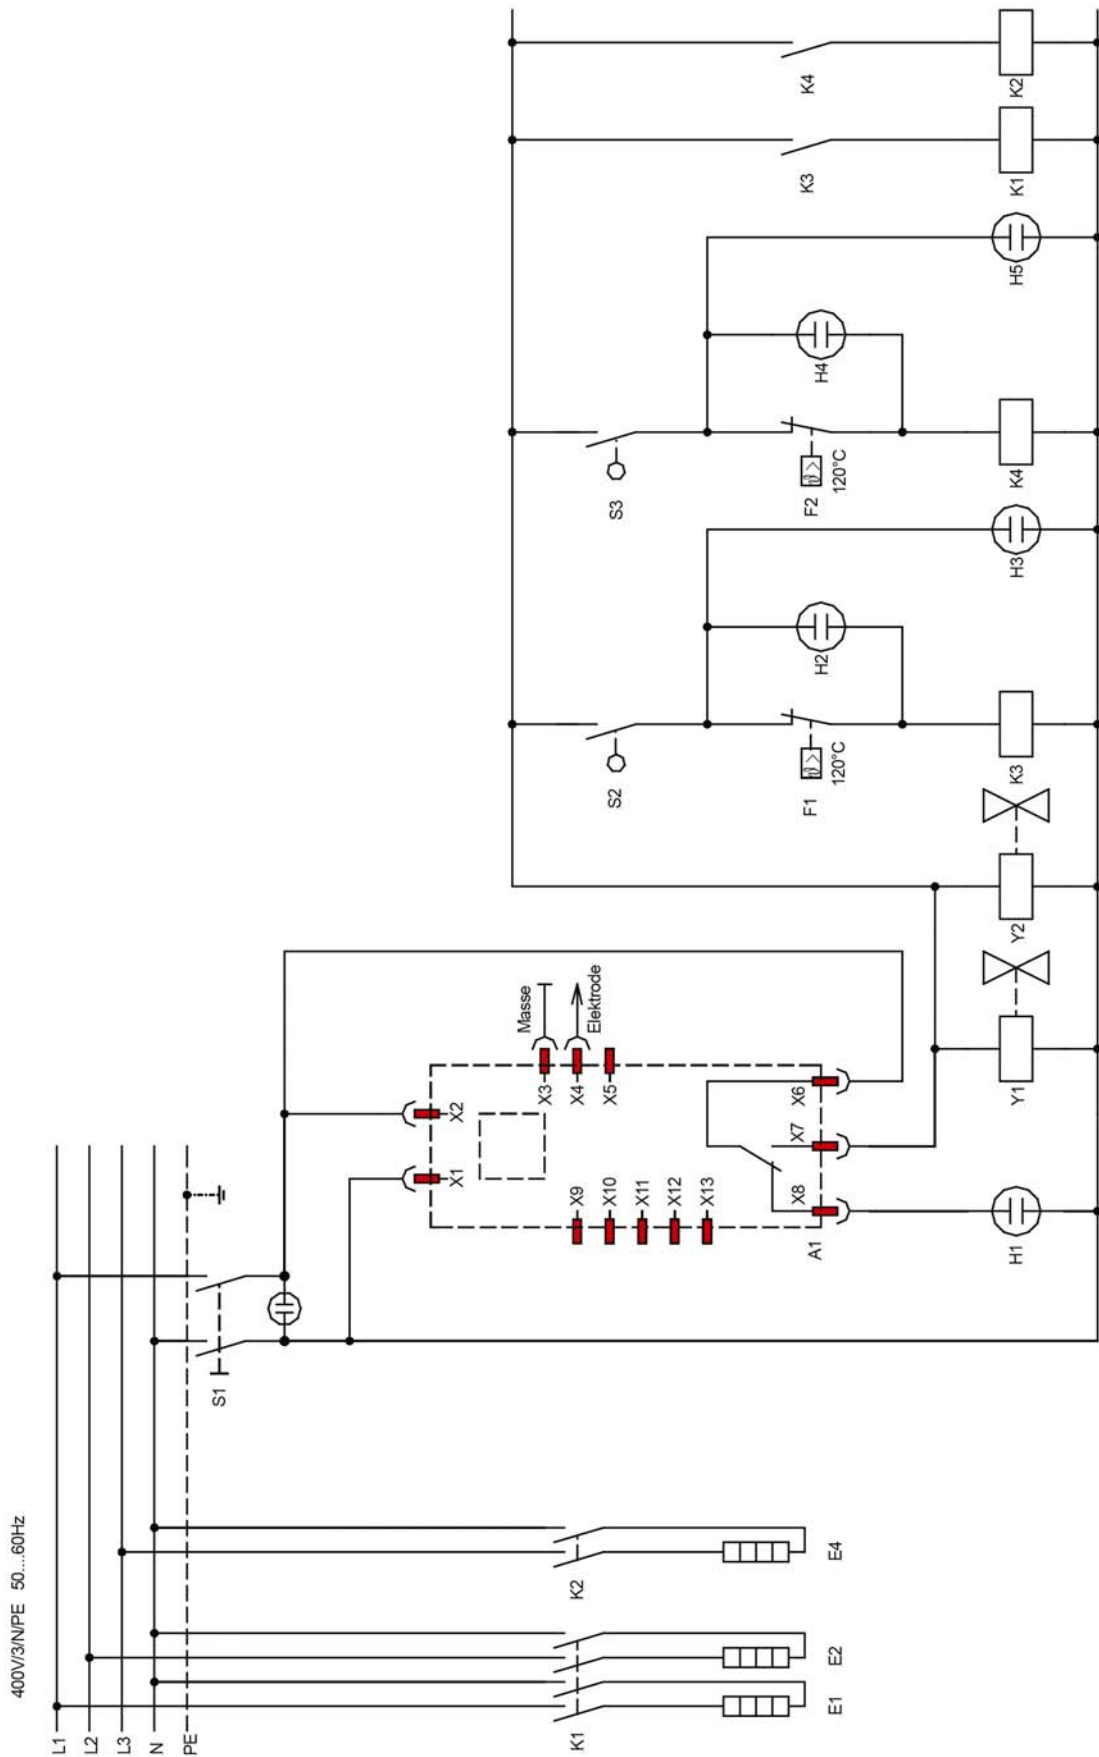 400V/3/N/PE 50....60Hz
L1
L2
L3
N
PE
K1
E1
E2
K2
E4
S1
X1
X2
X9
X10
X11
X12
X13
A1
X8
X7
X6
X3
X4
X5
Masse
Elektrode
H1
Y1
Y2
S2
F1
120°C
H2
K3
H3
S3
F2
120°C
H4
K4
H5
K3
K1
K4
K2